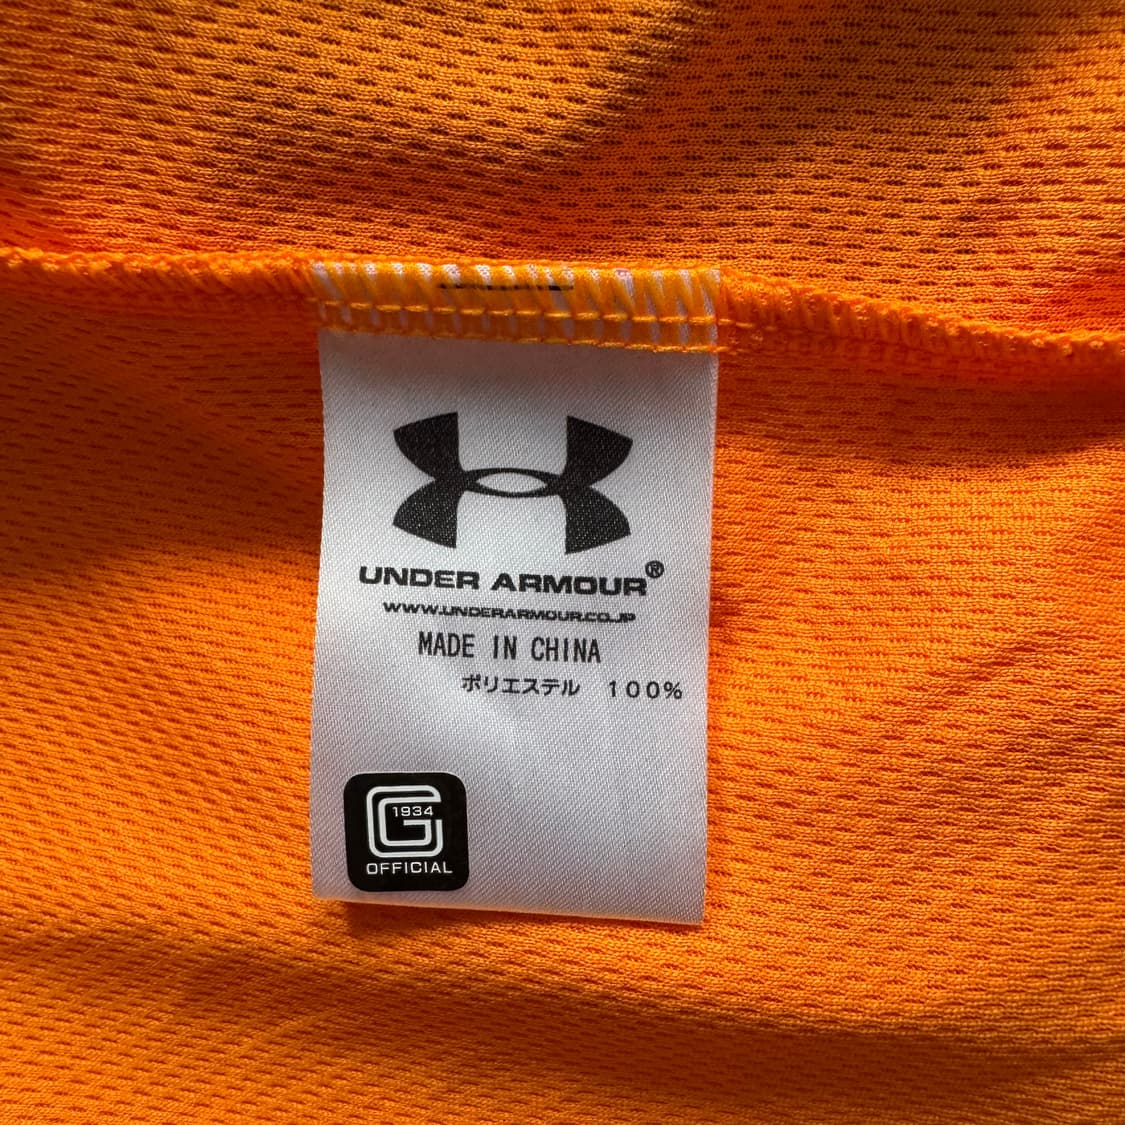 UNDER ARMOUR®
WWW.UNDERARMOUR.CO.JP
MADE IN CHINA
ポリエステル 100%
1934
OFFICIAL